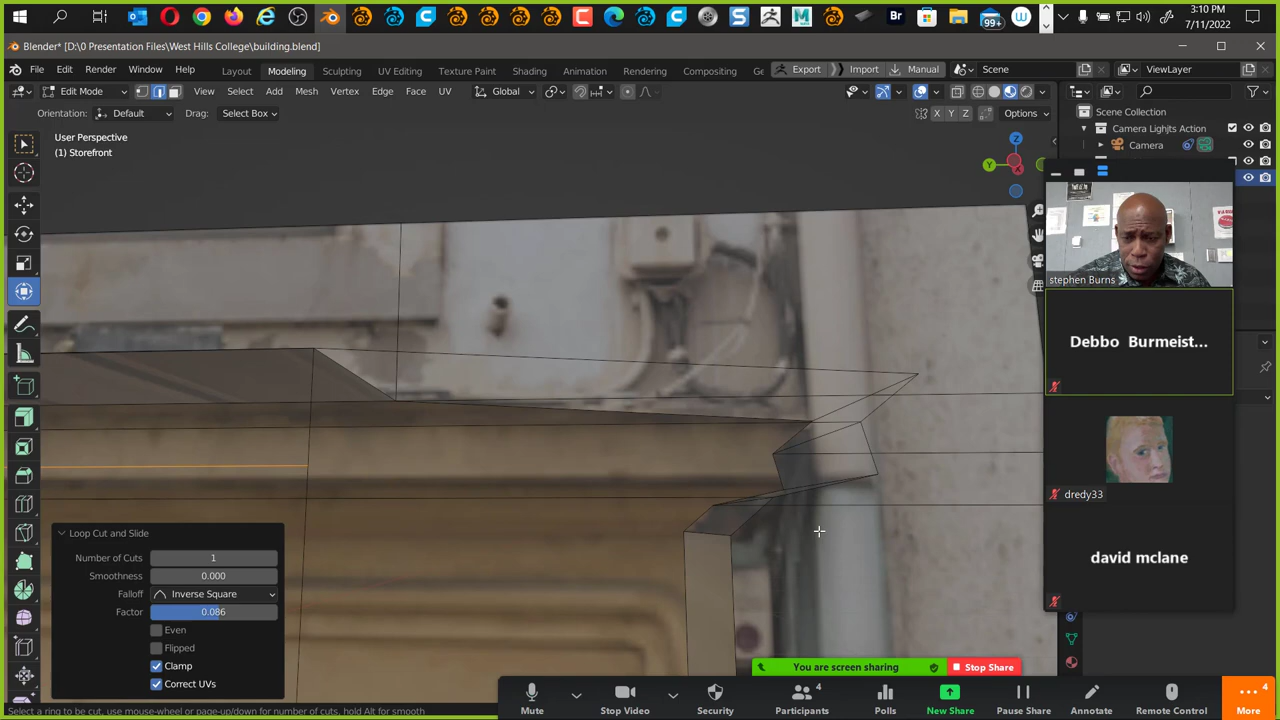 Br
99+
3:10 PM
7/11/2022
Blender* [D:\0 Presentation Files\West Hills College\building.blend]
File Edit Render Window Help Layout Modeling Sculpting UV Editing Texture Paint Shading Animation Rendering Compositing Ge Export Import Manual Scene ViewLayer
Edit Mode View Select Add Mesh Vertex Edge Face UV Global
Orientation: Default Drag: Select Box X Y Z Options
User Perspective
(1) Storefront
Z
Y
X
Scene Collection
Camera Lights Action
Camera
stephen Burns
Debbo Burmeist...
dredy33
david mclane
Loop Cut and Slide
Number of Cuts 1
Smoothness 0.000
Falloff Inverse Square
Factor 0.086
Even
Flipped
Clamp
Correct UVs
Select a ring to be cut, use mouse-wheel or page-up/down for number of cuts, hold Alt for smooth
You are screen sharing Stop Share
4
4
Mute Stop Video Security Participants Polls New Share Pause Share Annotate Remote Control More